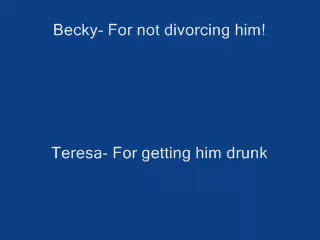 Becky- For not divorcing him!
Teresa- For getting him drunk